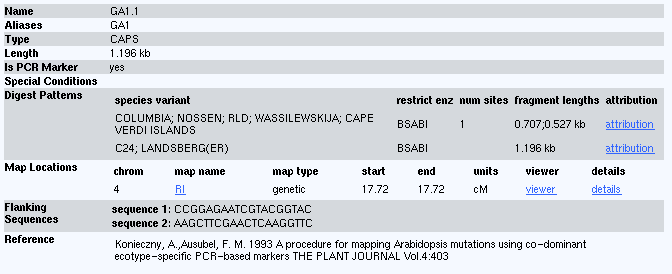 Name GA1.1
Aliases GA1
Type CAPS
Length 1.196 kb
Is PCR Marker yes
Special Conditions
Digest Patterns species variant restrict enz num sites fragment lengths attribution
COLUMBIA; NOSSEN; RLD; WASSILEWSKIJA; CAPE VERDI ISLANDS BSABI 1 0.707;0.527 kb attribution
C24; LANDSBERG(ER) BSABI 1.196 kb attribution
Map Locations chrom map name map type start end units viewer details
4 RI genetic 17.72 17.72 cM viewer details
Flanking Sequences sequence 1: CCGGAGAATCGTACGGTAC
sequence 2: AAGCTTCGAACTCAAGGTTC
Reference Konieczny, A.,Ausubel, F. M. 1993 A procedure for mapping Arabidopsis mutations using co-dominant
ecotype-specific PCR-based markers THE PLANT JOURNAL Vol.4:403